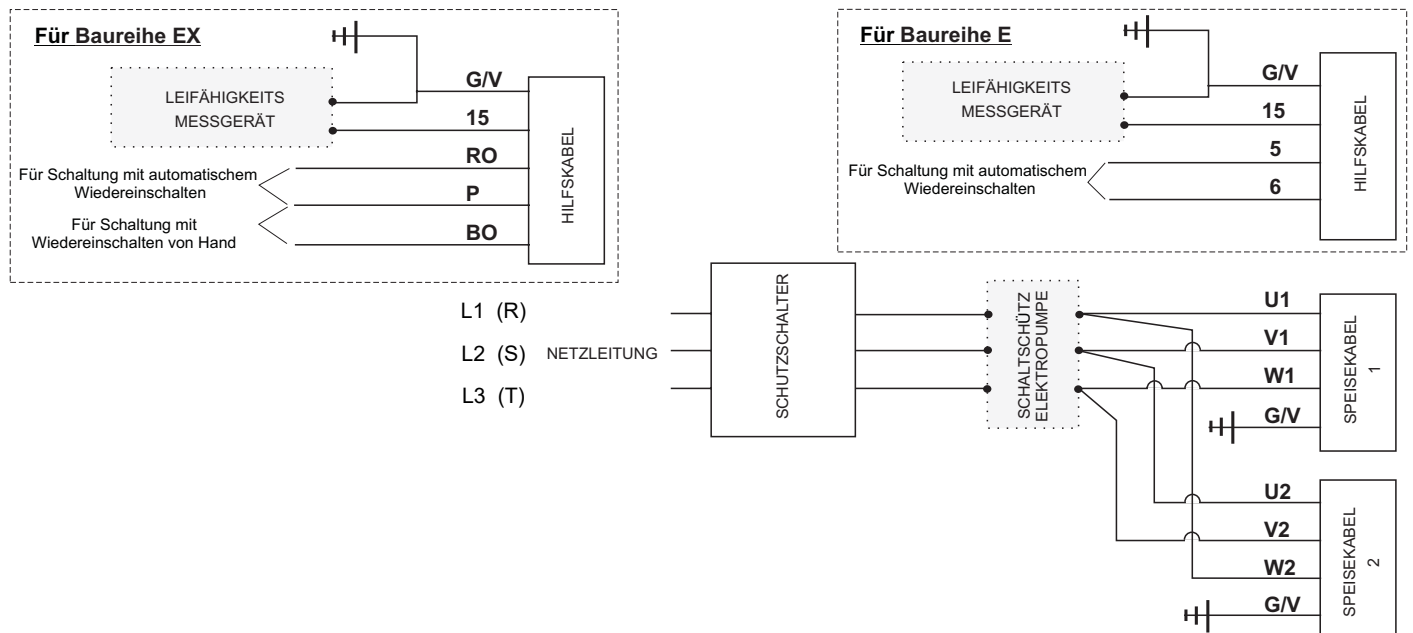 Für Baureihe EX
LEIFÄHIGKEITS
MESSGERÄT
G/V
15
RO
P
BO
HILFSKABEL
Für Schaltung mit automatischem
Wiedereinschalten
Für Schaltung mit
Wiedereinschalten von Hand
Für Baureihe E
LEIFÄHIGKEITS
MESSGERÄT
G/V
15
5
6
HILFSKABEL
Für Schaltung mit automatischem
Wiedereinschalten
L1 (R)
L2 (S)
L3 (T)
NETZLEITUNG
SCHUTZSCHALTER
SCHALTSCHÜTZ
ELEKTROPUMPE
U1
V1
W1
G/V
SPEISEKABEL
1
U2
V2
W2
G/V
SPEISEKABEL
2